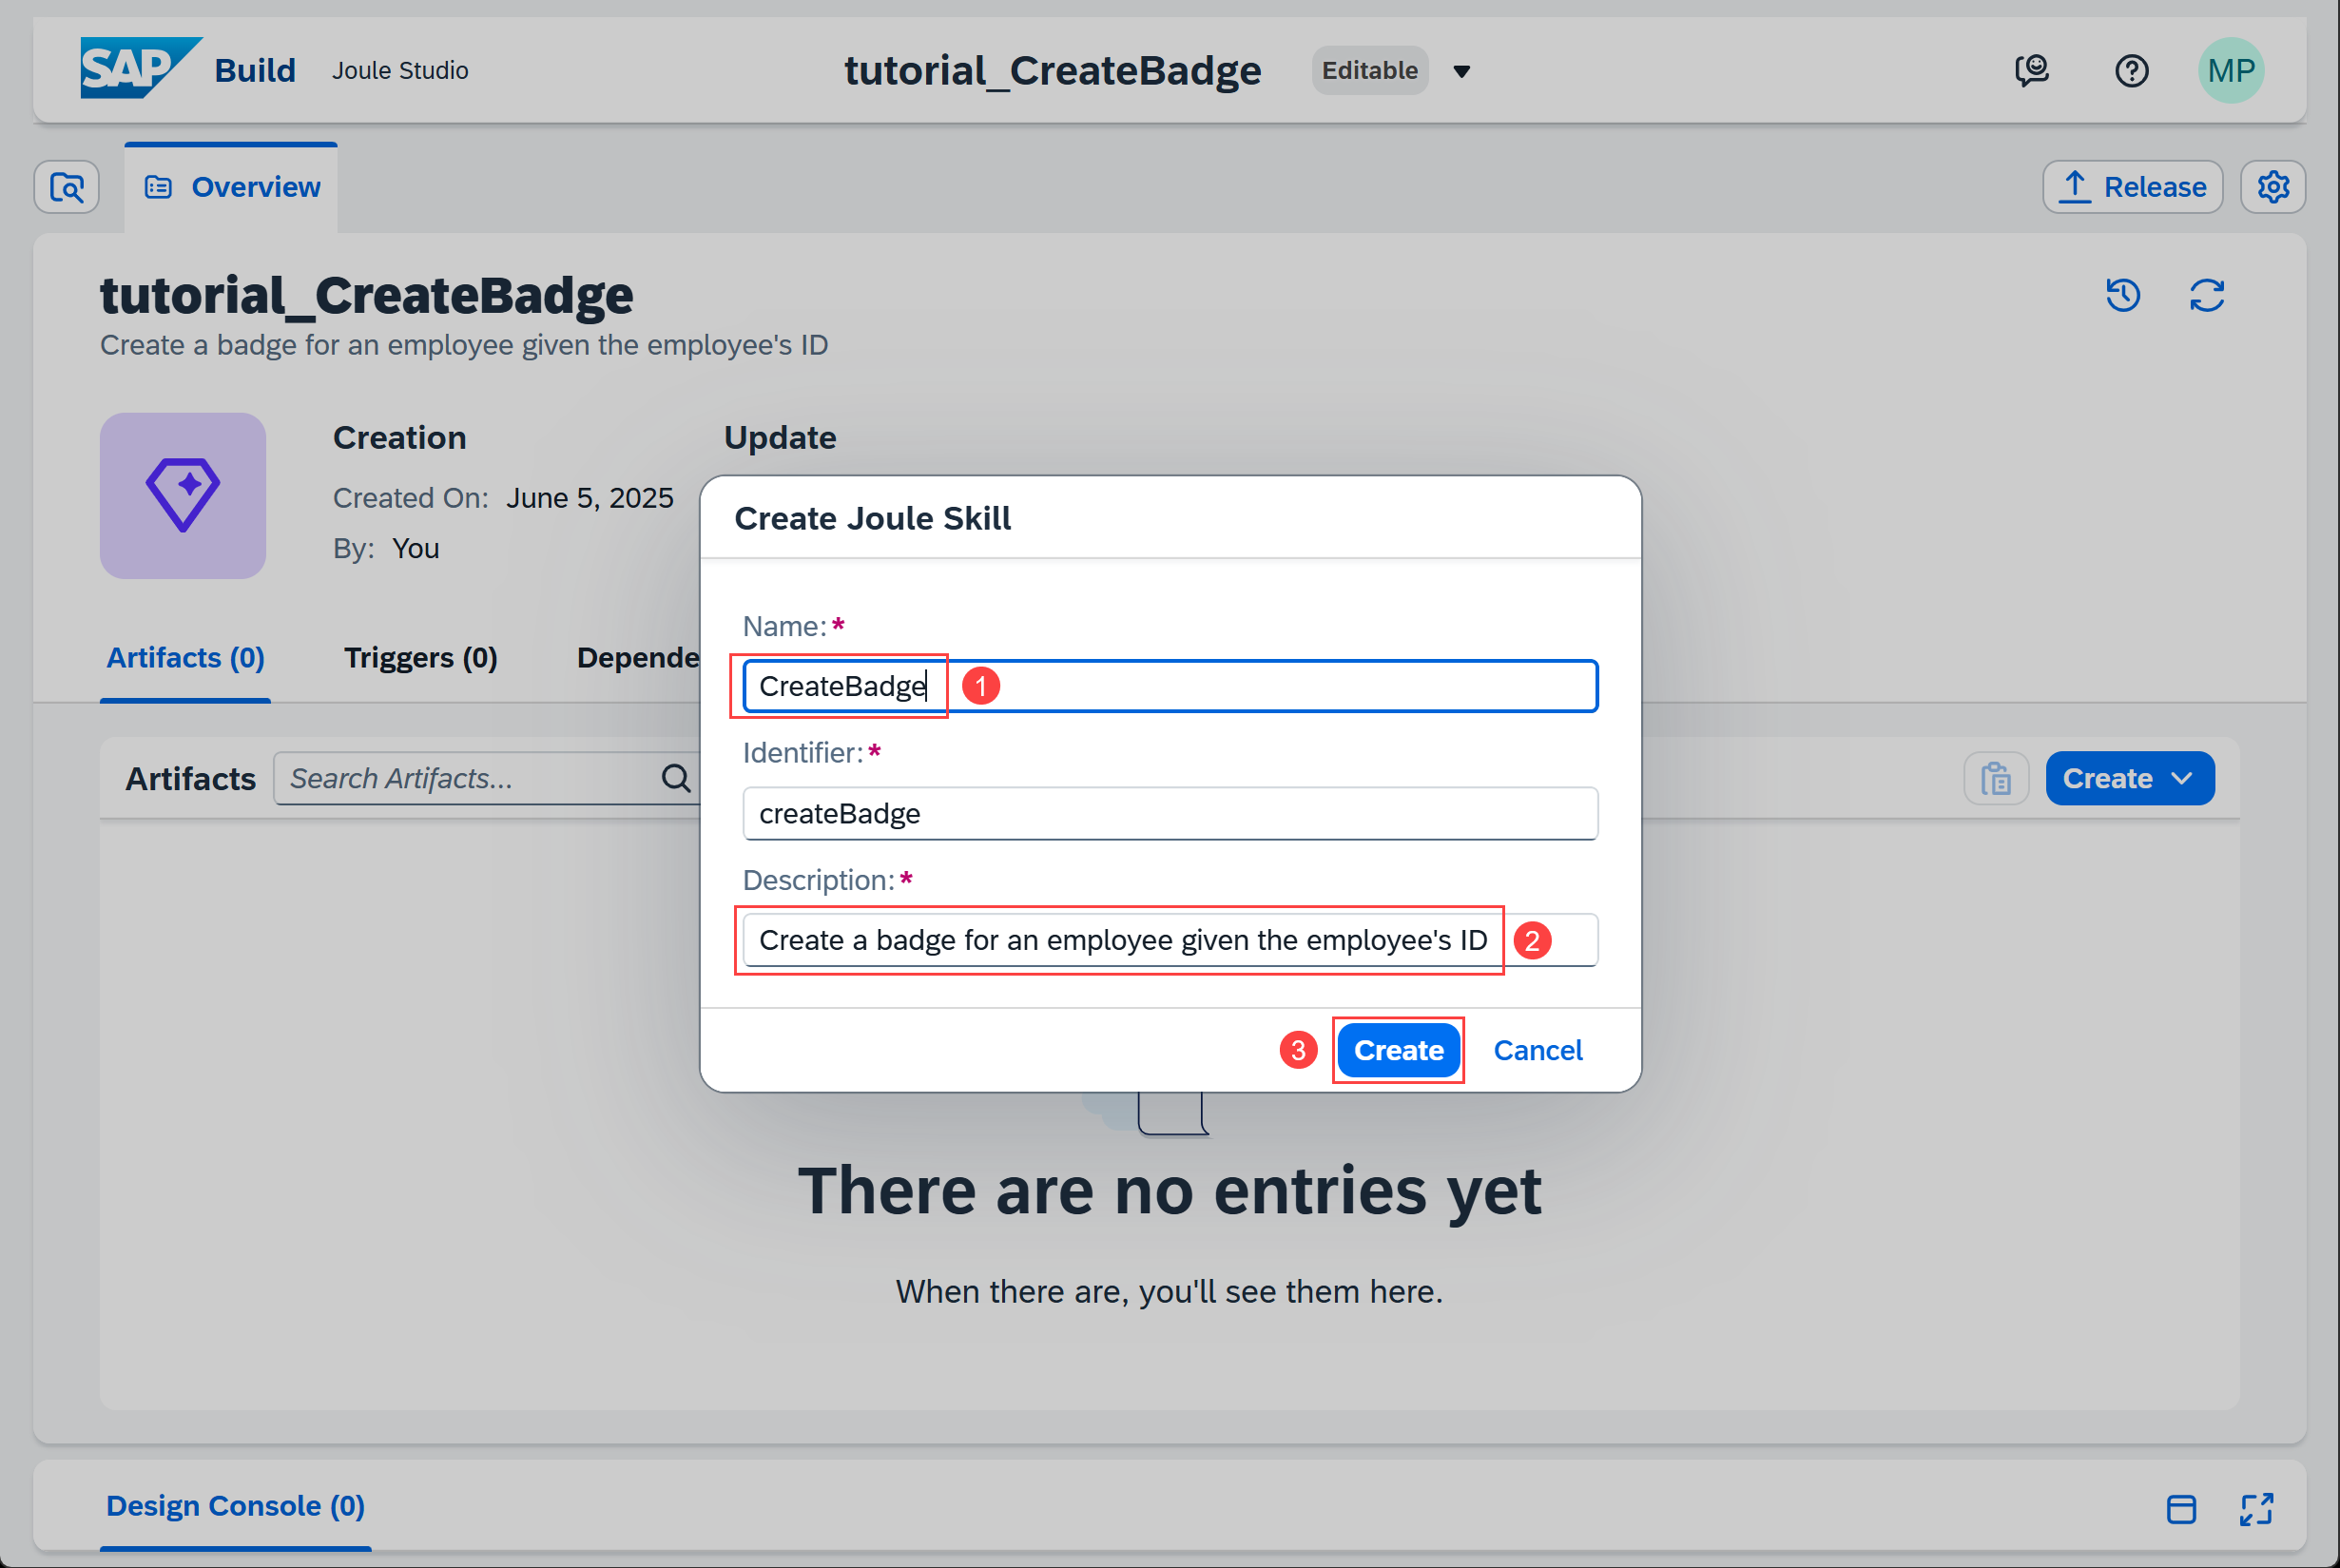 SAP Build Joule Studio tutorial_CreateBadge Editable MP
Overview Release
tutorial_CreateBadge
Create a badge for an employee given the employee's ID
Creation Update
Created On: June 5, 2025
By: You
Artifacts (0) Triggers (0) Depende
Artifacts Search Artifacts... Create
Create Joule Skill
Name:*
CreateBadge 1
Identifier:*
createBadge
Description:*
Create a badge for an employee given the employee's ID 2
3 Create Cancel
There are no entries yet
When there are, you'll see them here.
Design Console (0)